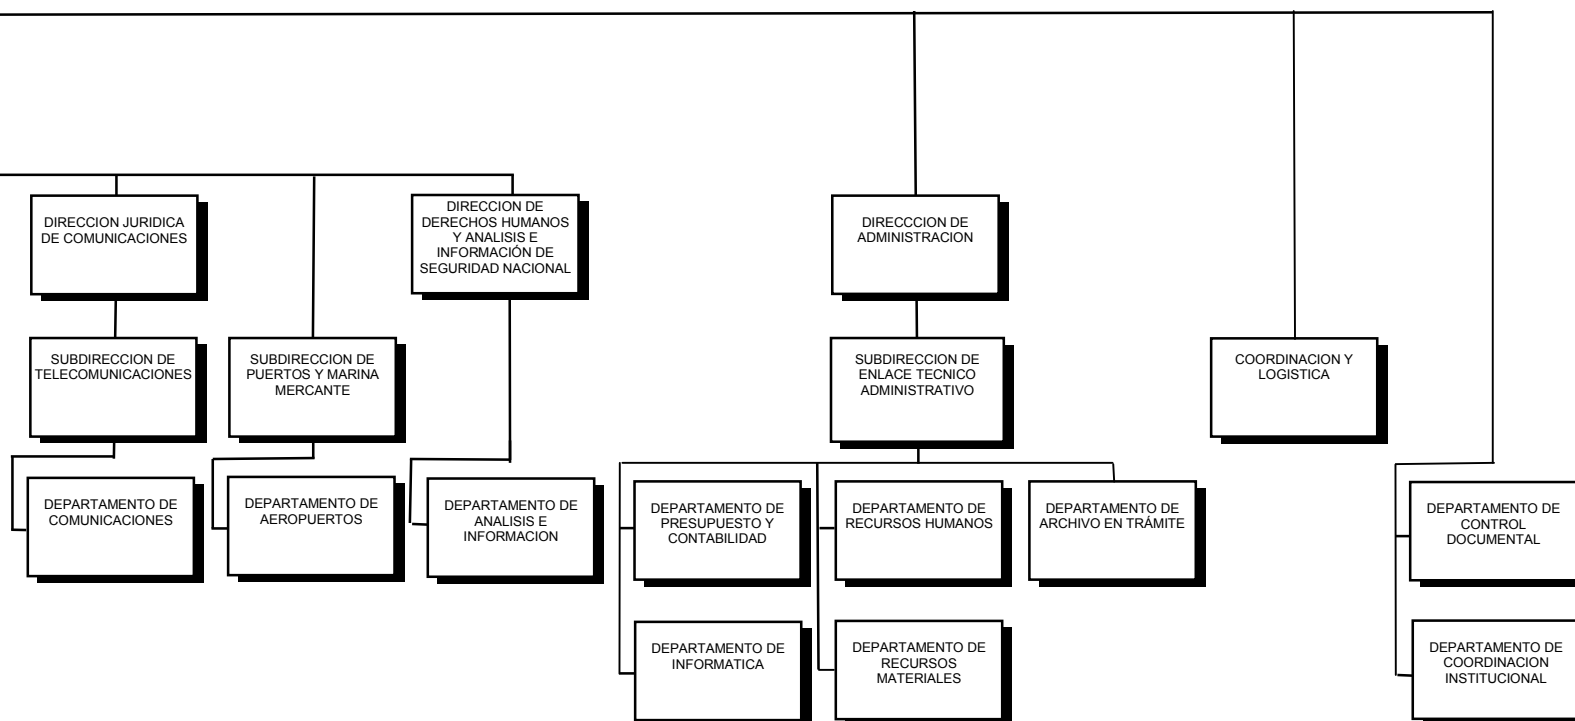 DIRECCION JURIDICA
DE COMUNICACIONES
DIRECCION DE
DERECHOS HUMANOS
Y ANALISIS E
INFORMACIÓN DE
SEGURIDAD NACIONAL
DIRECCCION DE
ADMINISTRACION
SUBDIRECCION DE
TELECOMUNICACIONES
SUBDIRECCION DE
PUERTOS Y MARINA
MERCANTE
SUBDIRECCION DE
ENLACE TECNICO
ADMINISTRATIVO
COORDINACION Y
LOGISTICA
DEPARTAMENTO DE
COMUNICACIONES
DEPARTAMENTO DE
AEROPUERTOS
DEPARTAMENTO DE
ANALISIS E
INFORMACION
DEPARTAMENTO DE
PRESUPUESTO Y
CONTABILIDAD
DEPARTAMENTO DE
RECURSOS HUMANOS
DEPARTAMENTO DE
ARCHIVO EN TRÁMITE
DEPARTAMENTO DE
CONTROL
DOCUMENTAL
DEPARTAMENTO DE
INFORMATICA
DEPARTAMENTO DE
RECURSOS
MATERIALES
DEPARTAMENTO DE
COORDINACION
INSTITUCIONAL